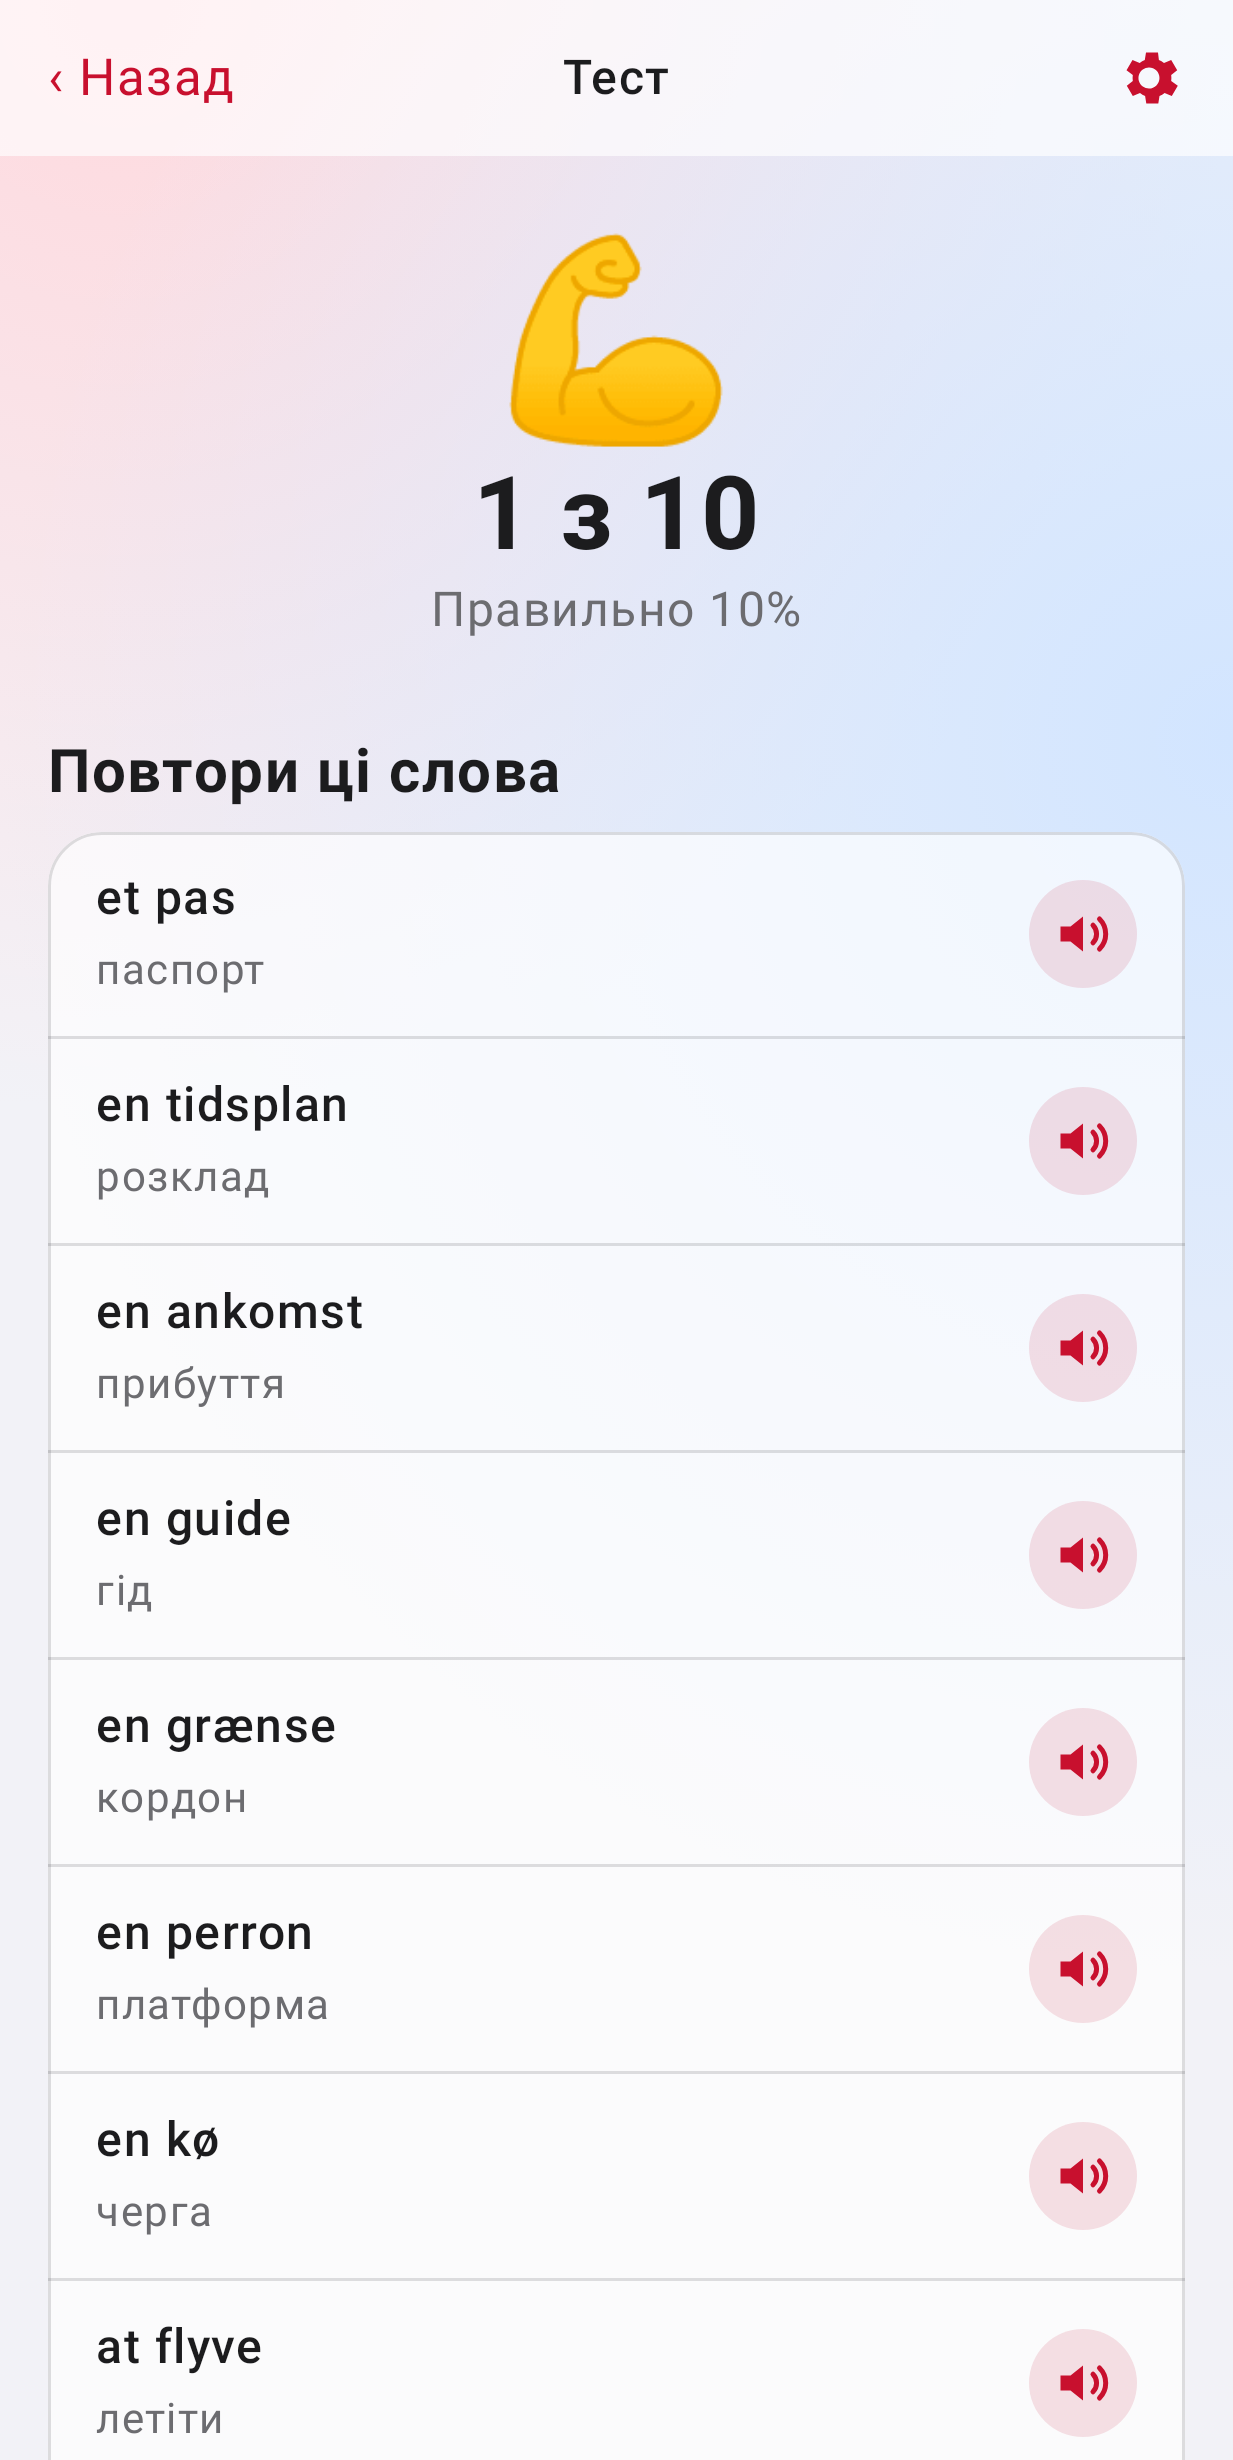 ‹ Назад
Тест
1 з 10
Правильно 10%
Повтори ці слова
et pas
паспорт
en tidsplan
розклад
en ankomst
прибуття
en guide
гід
en grænse
кордон
en perron
платформа
en kø
черга
at flyve
летіти